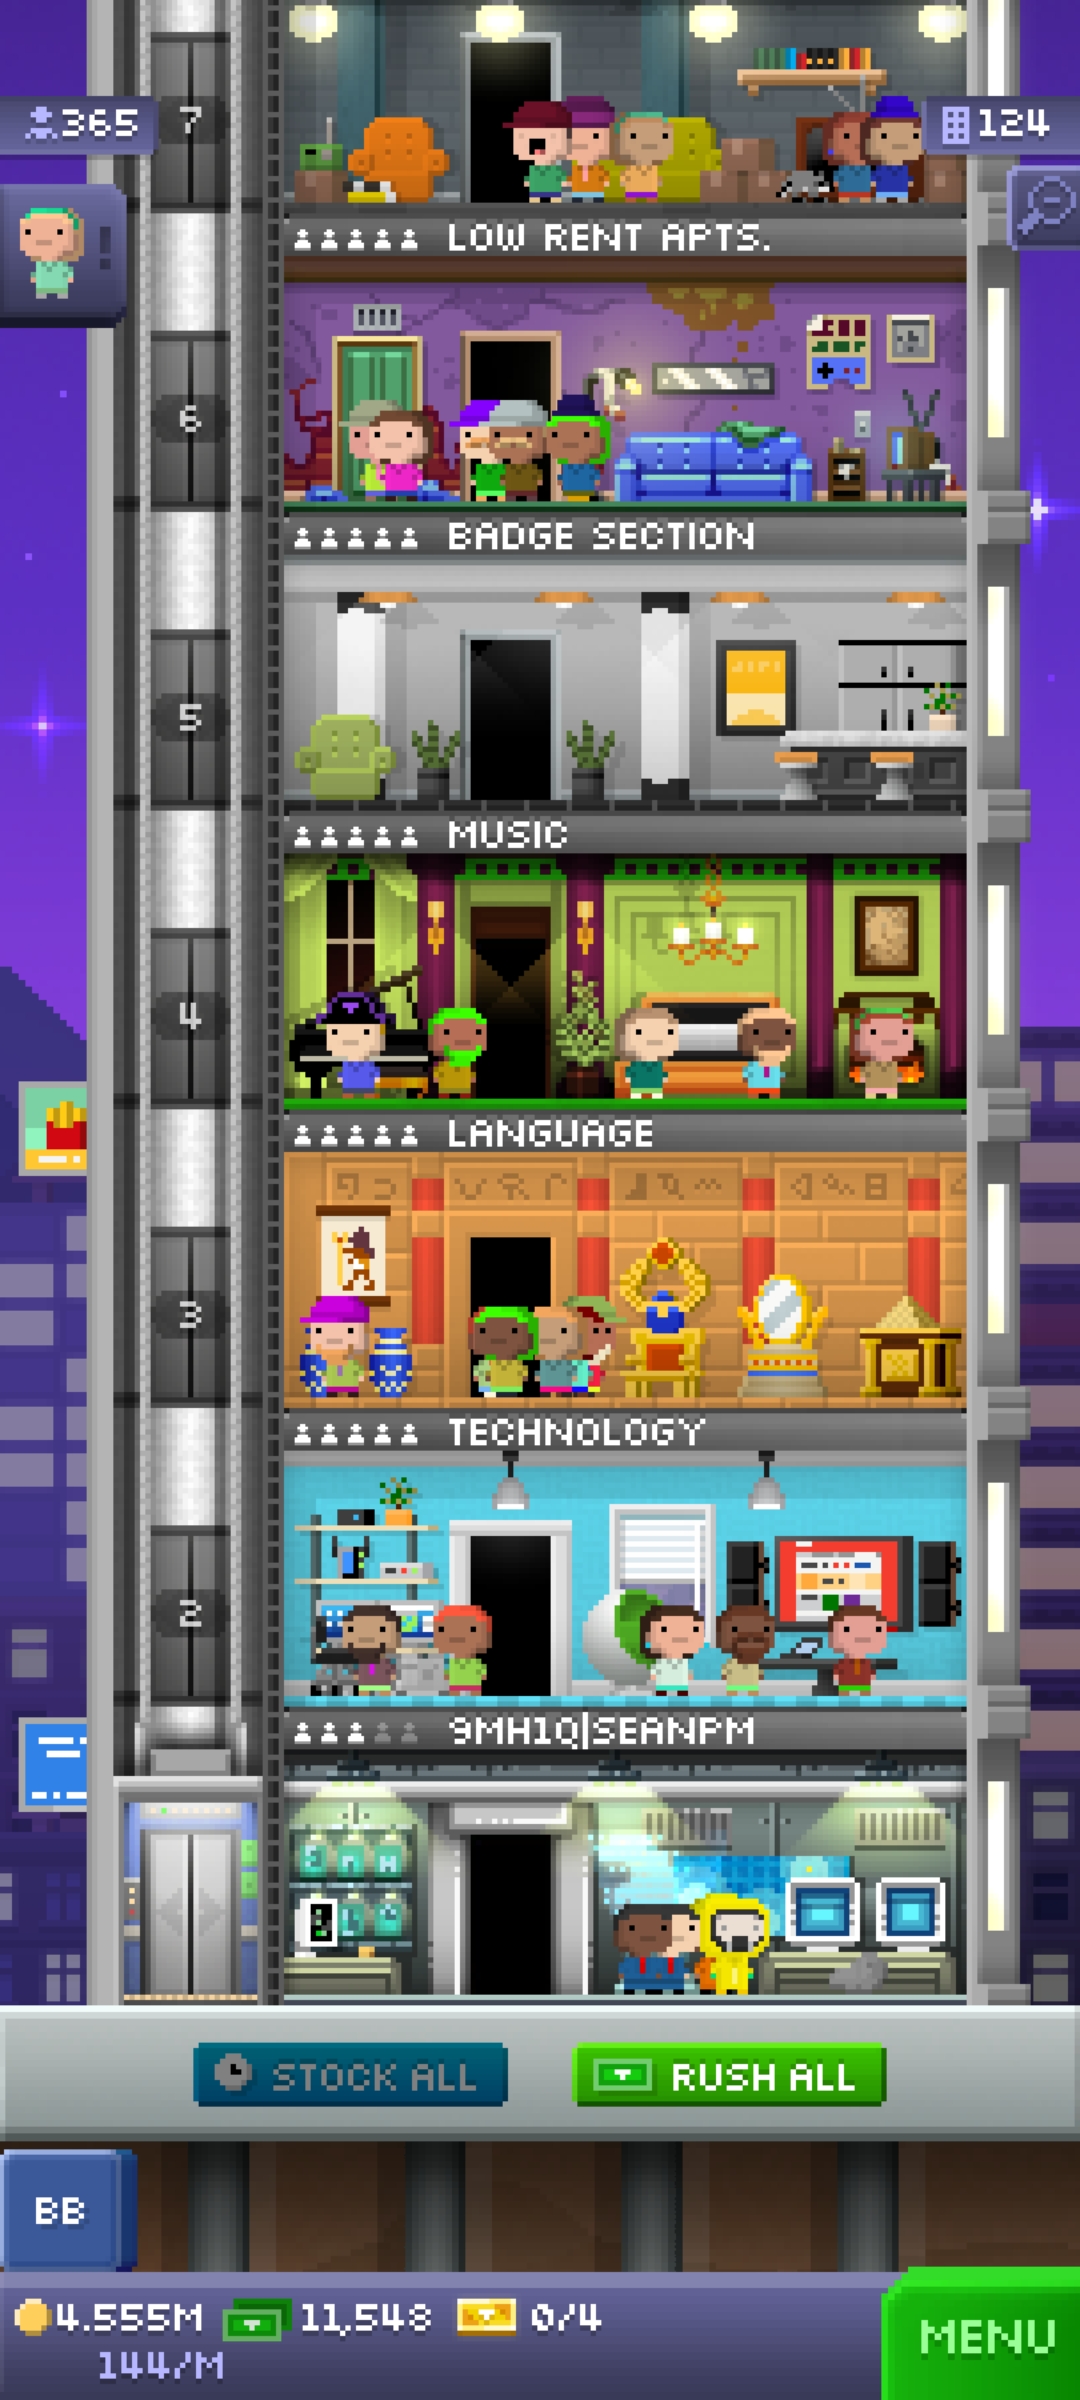 365
7
124
LOW RENT APTS.
6
BADGE SECTION
5
MUSIC
4
LANGUAGE
3
TECHNOLOGY
2
9MH1Q|SEANPM
STOCK ALL
RUSH ALL
BB
4.555M
11,548
0/4
144/M
MENU